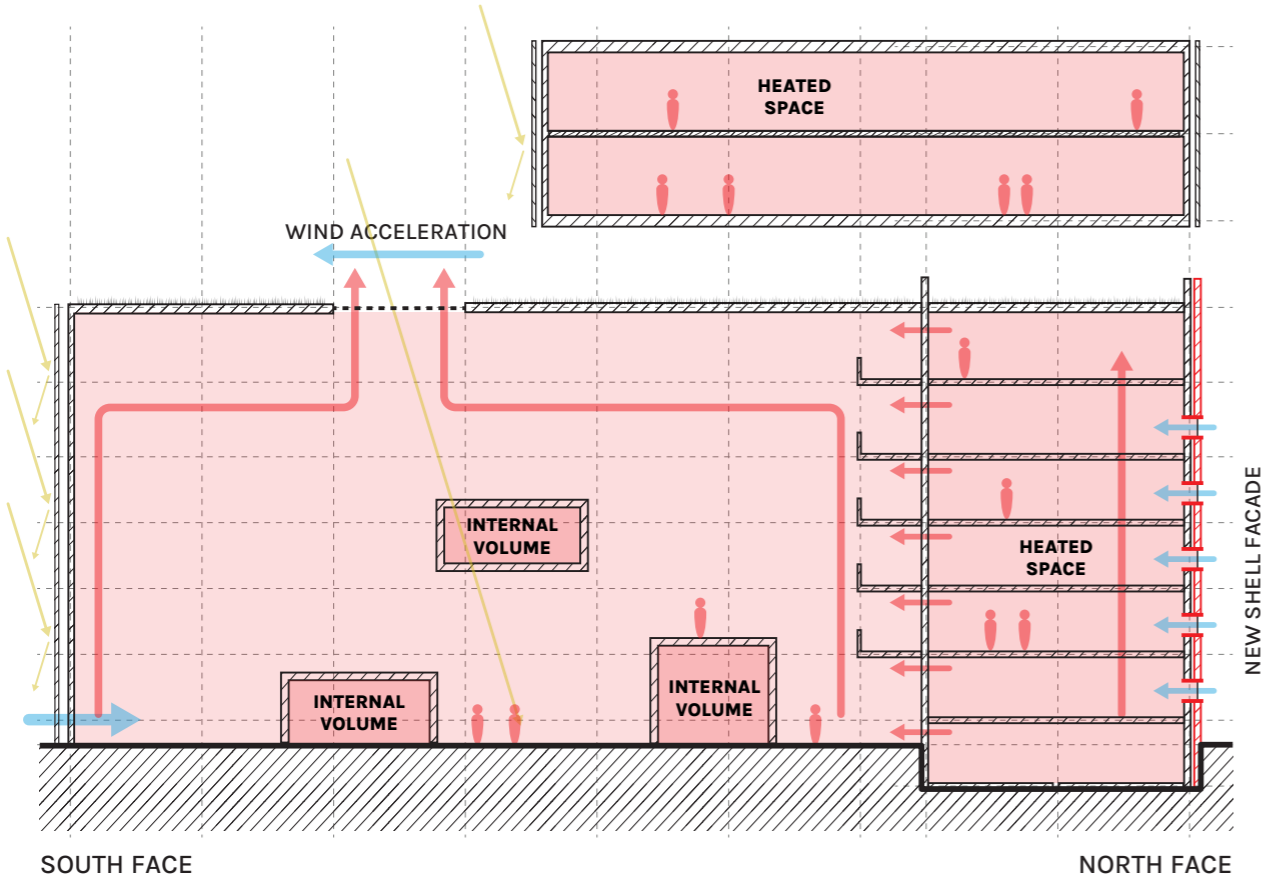 HEATED
SPACE
WIND ACCELERATION
INTERNAL
VOLUME
HEATED
SPACE
INTERNAL
VOLUME
INTERNAL
VOLUME
NEW SHELL FACADE
SOUTH FACE
NORTH FACE